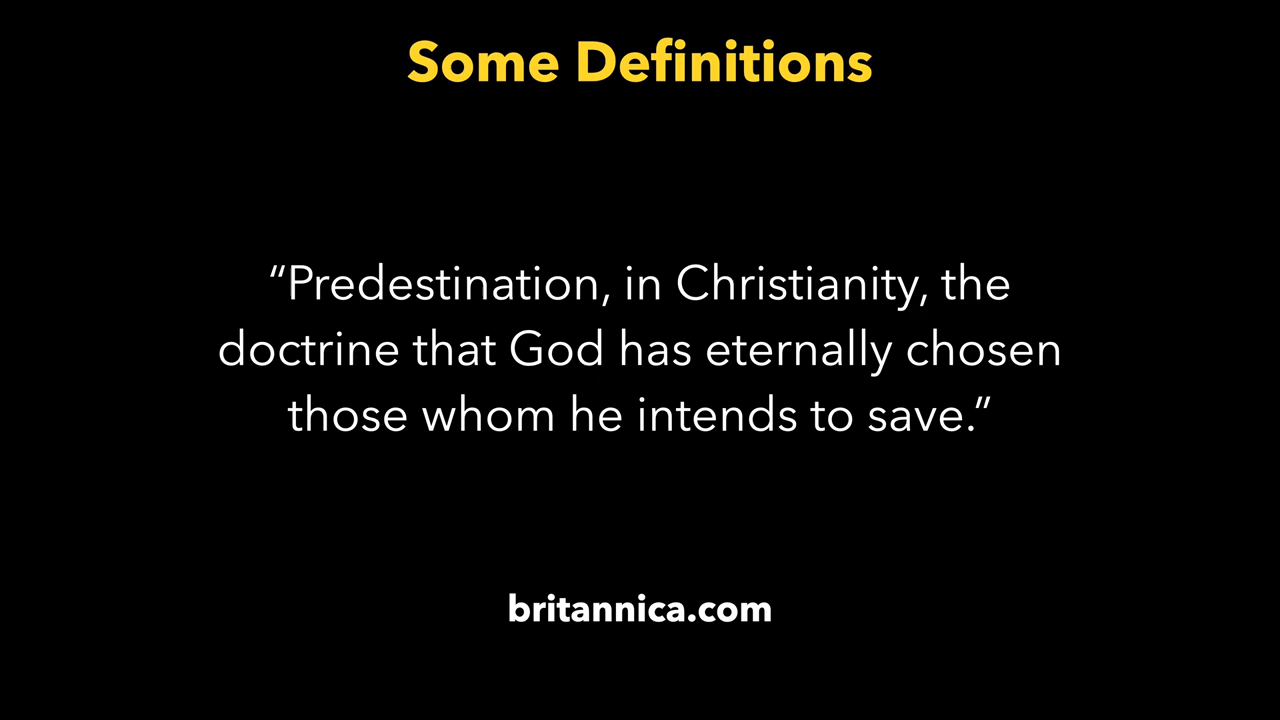 Some Definitions
“Predestination, in Christianity, the
doctrine that God has eternally chosen
those whom he intends to save.”
britannica.com